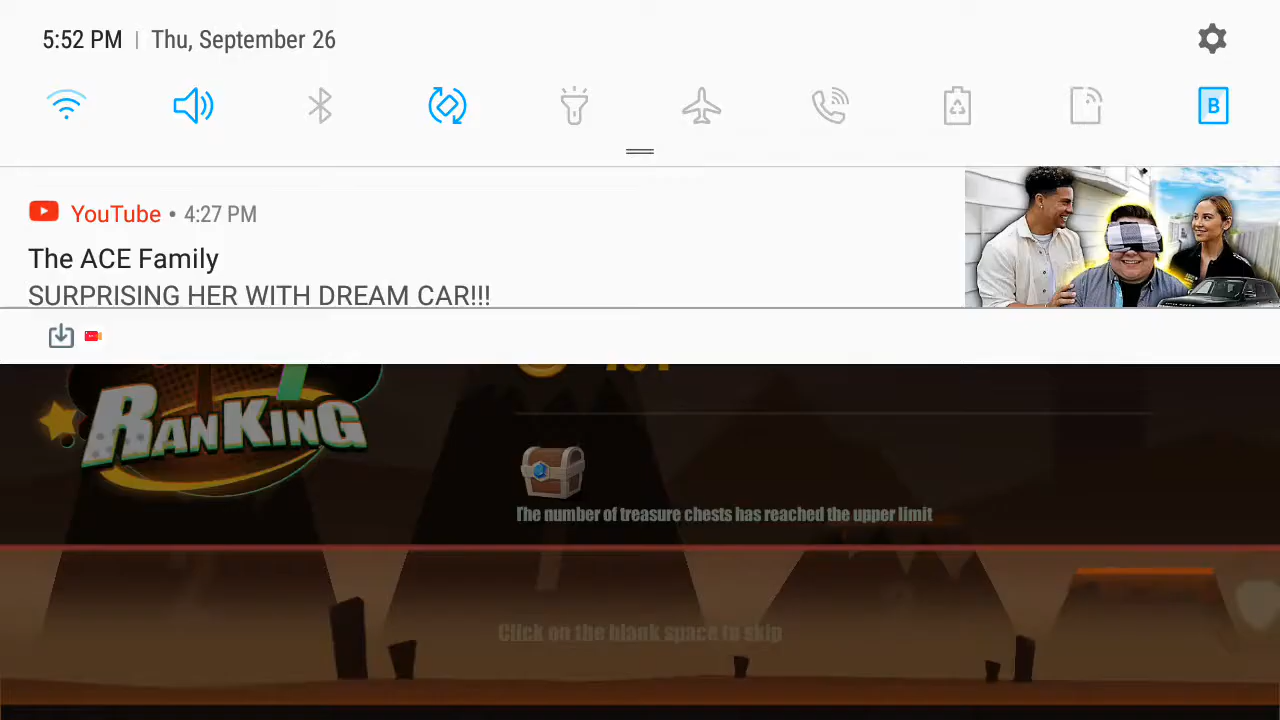 5:52 PM | Thu, September 26
B
YouTube • 4:27 PM
The ACE Family
SURPRISING HER WITH DREAM CAR!!!
RANKING
The number of treasure chests has reached the upper limit
Click on the blank space to skip